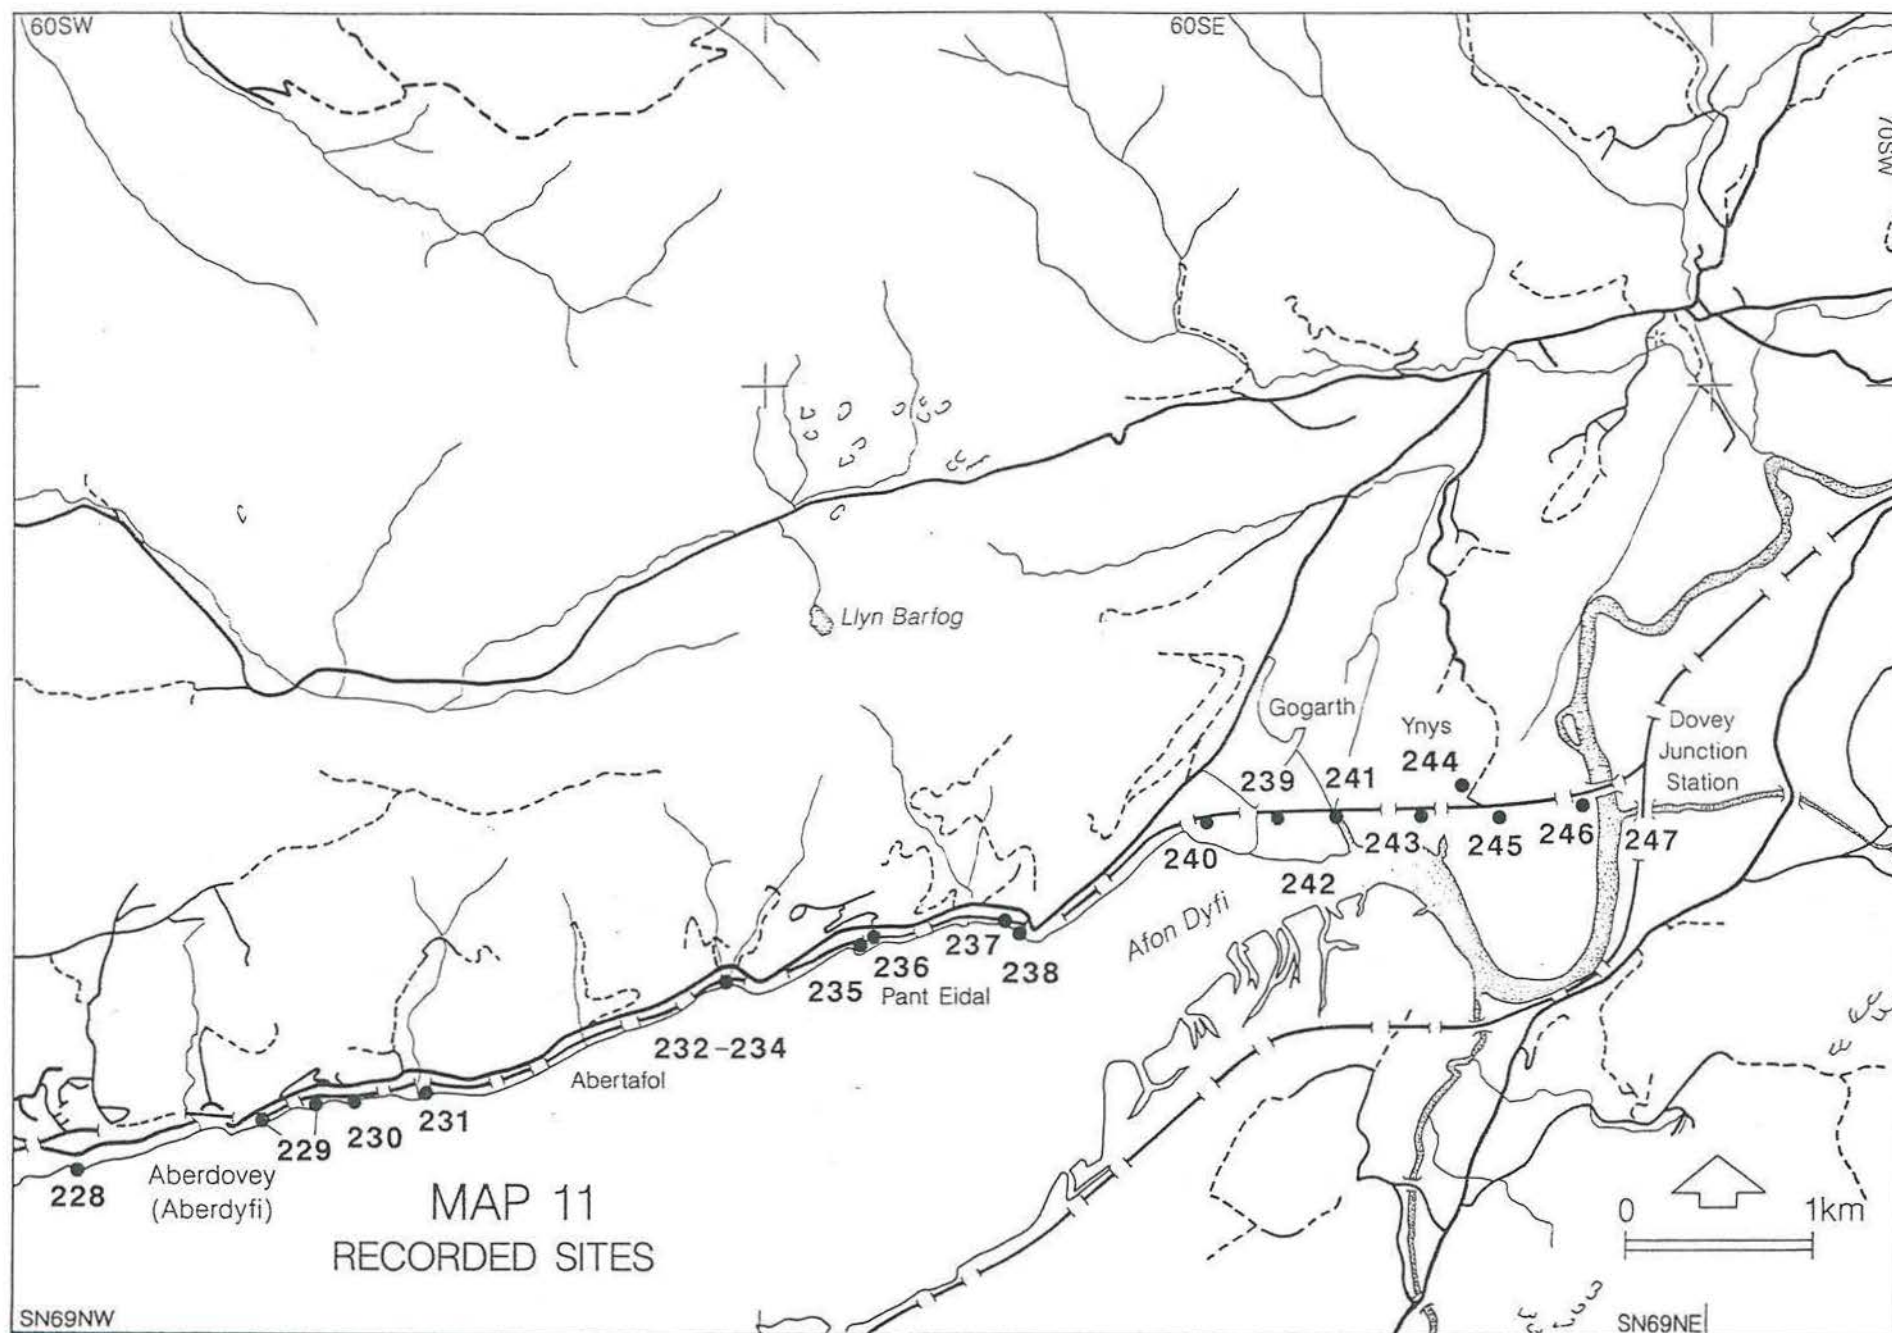 60SW
60SE
70SW
Llyn Barfog
Gogarth
Ynys
244
Dovey
Junction
Station
239
241
240
242
243
245
246
247
Afon Dyfi
237
238
235
236
Pant Eidal
232-234
Abertafol
231
230
229
228
Aberdovey
(Aberdyfi)
MAP 11
RECORDED SITES
0
1km
SN69NW
SN69NE